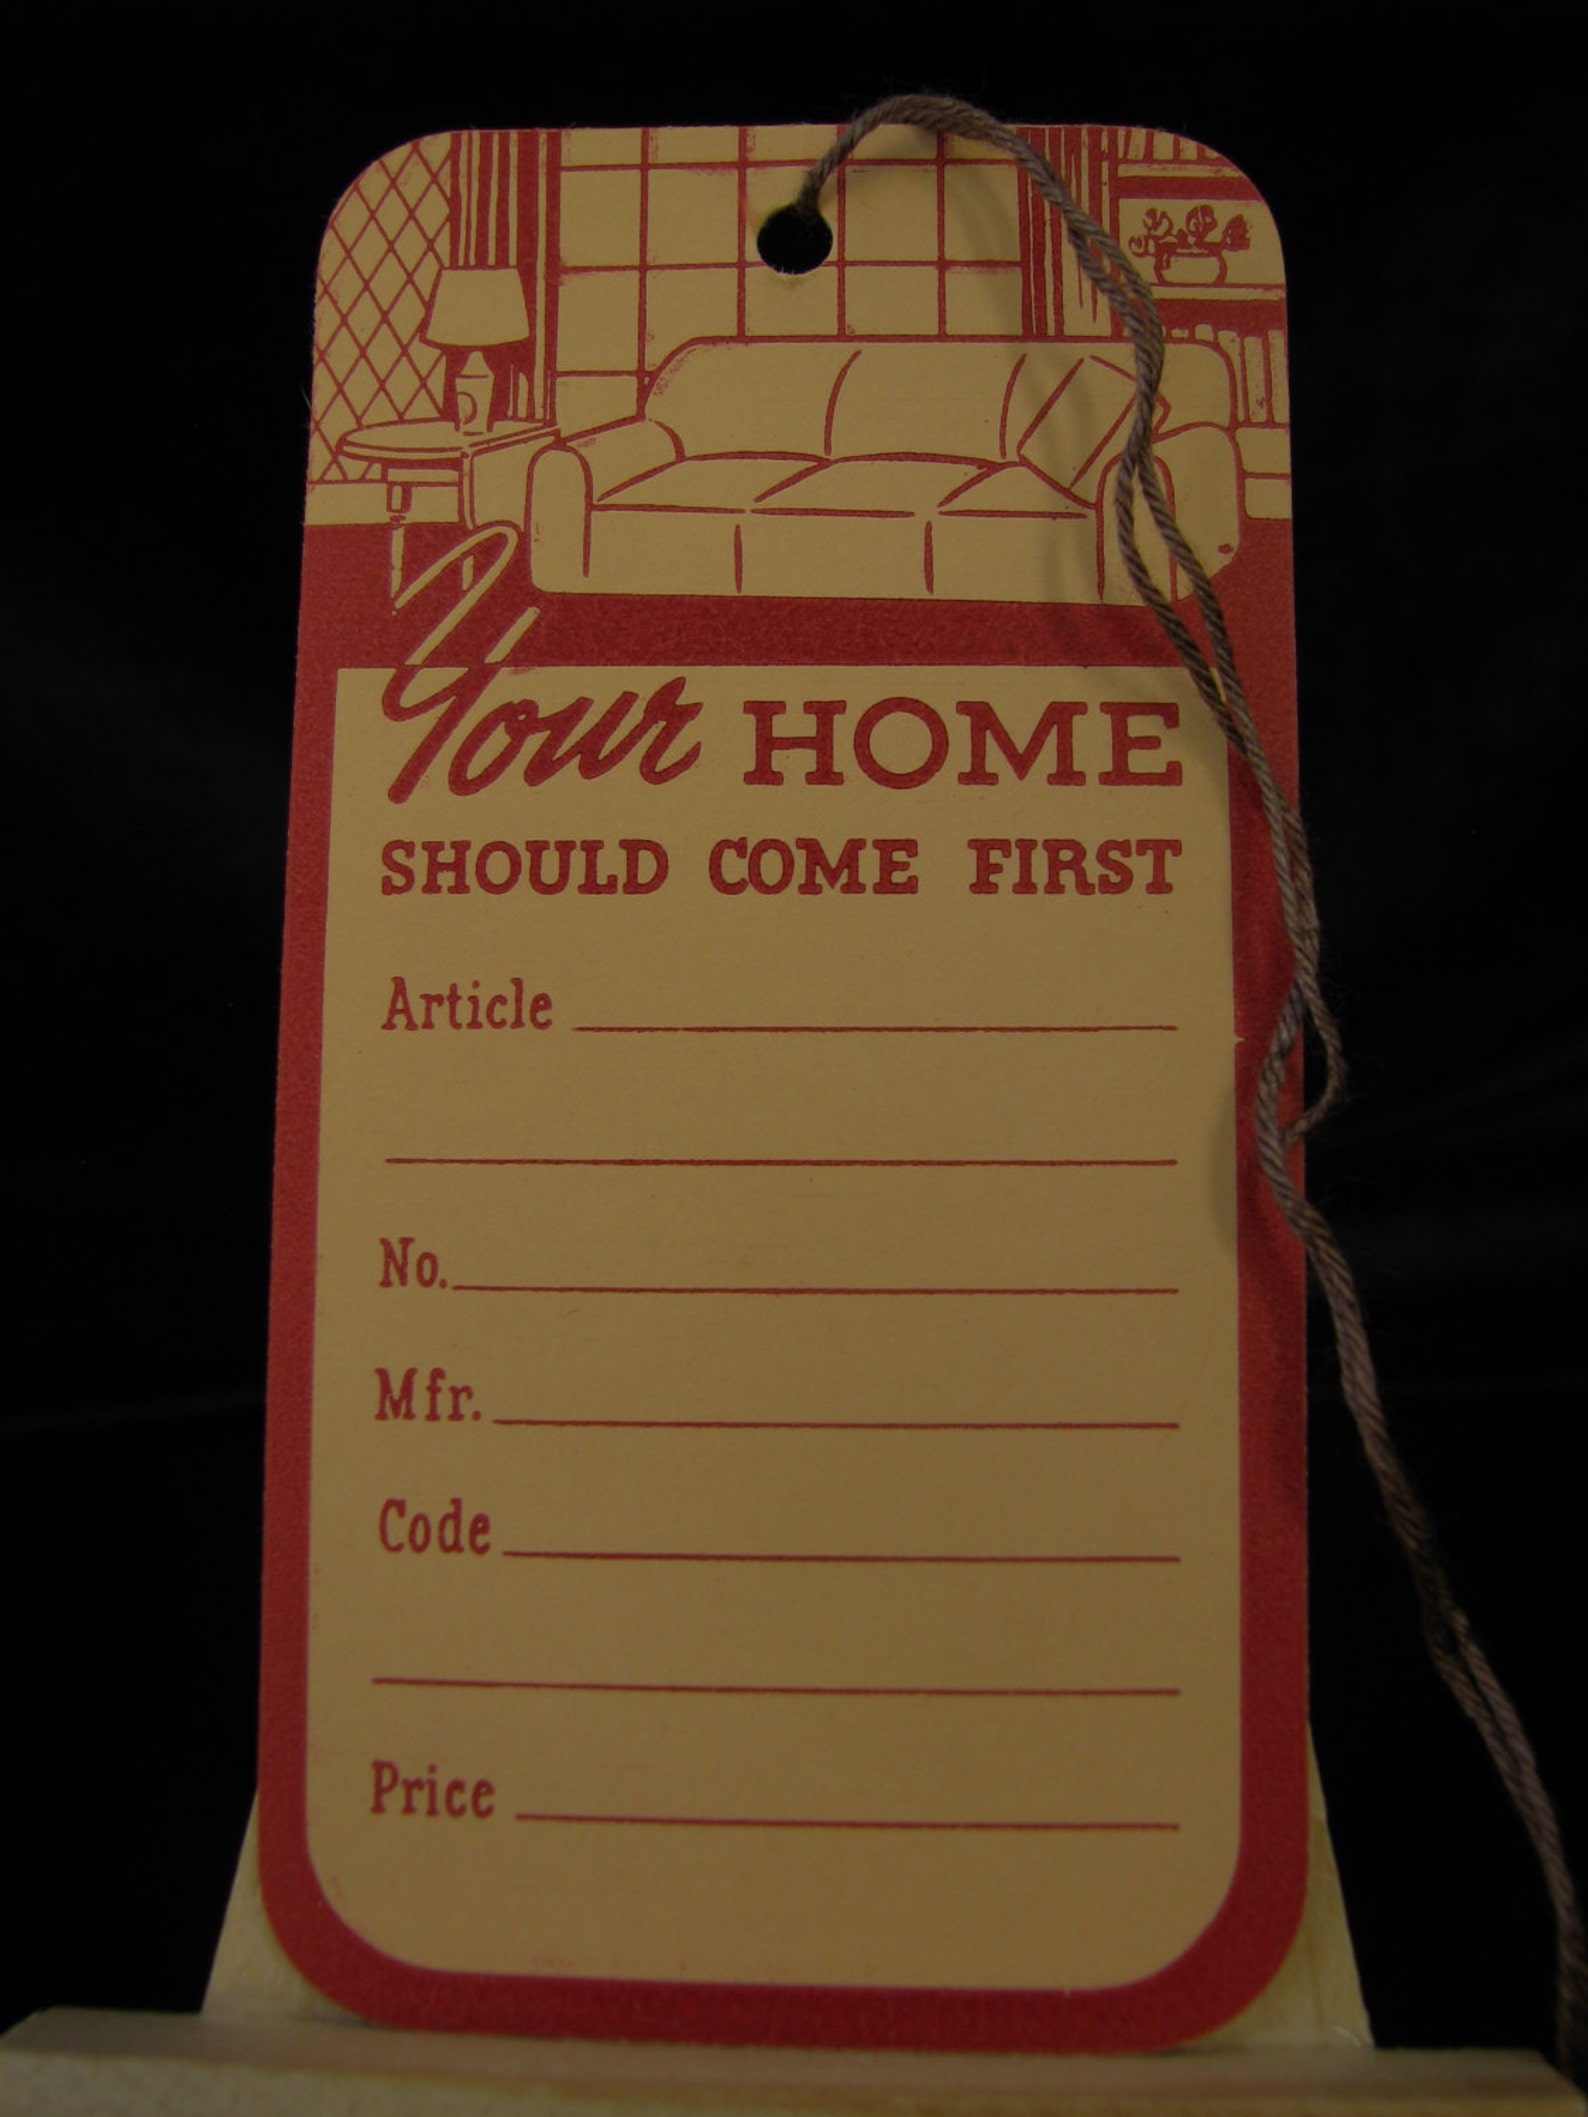 Your HOME
SHOULD COME FIRST
Article
No.
Mfr.
Code
Price